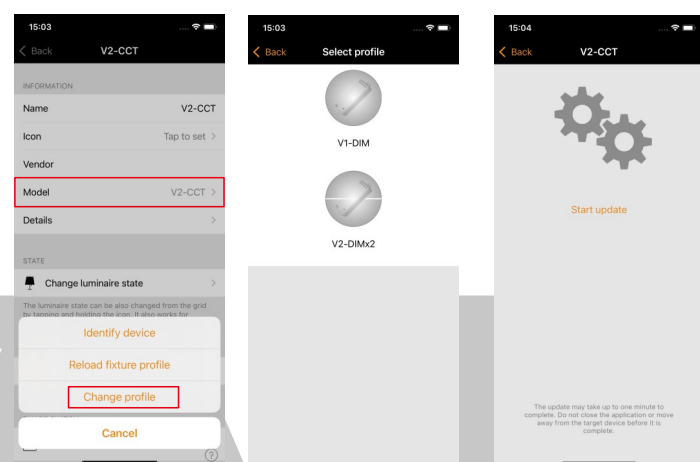 15:03
Back
V2-CCT
INFORMATION
Name V2-CCT
Icon Tap to set
Vendor
Model V2-CCT
Details
STATE
Change luminaire state
The luminaire state can be also changed from the grid
by tapping and holding the icon. It also works for
Identify device
Reload fixture profile
Change profile
Cancel
?
15:03
Back
Select profile
V1-DIM
V2-DIMx2
15:04
Back
V2-CCT
Start update
The update may take up to one minute to
complete. Do not close the application or move
away from the target device before it is
complete.